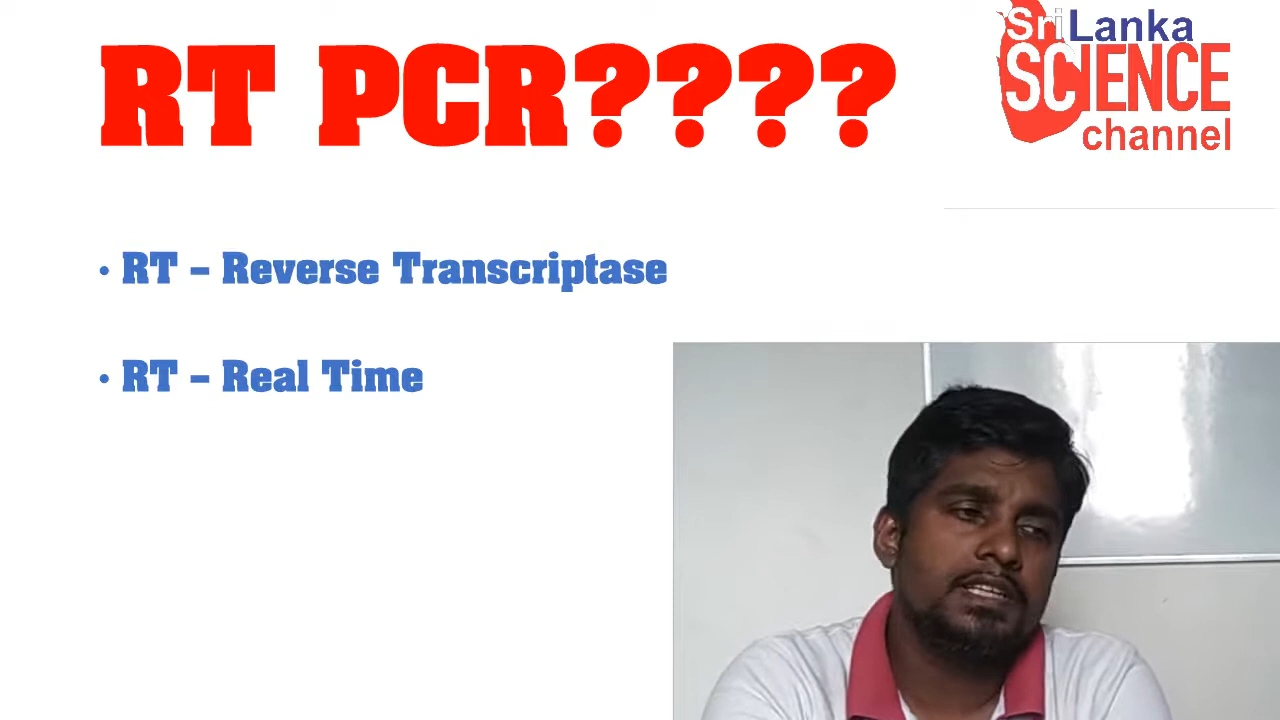 RT PCR????
Sri Lanka
SCIENCE
channel
• RT – Reverse Transcriptase
• RT – Real Time